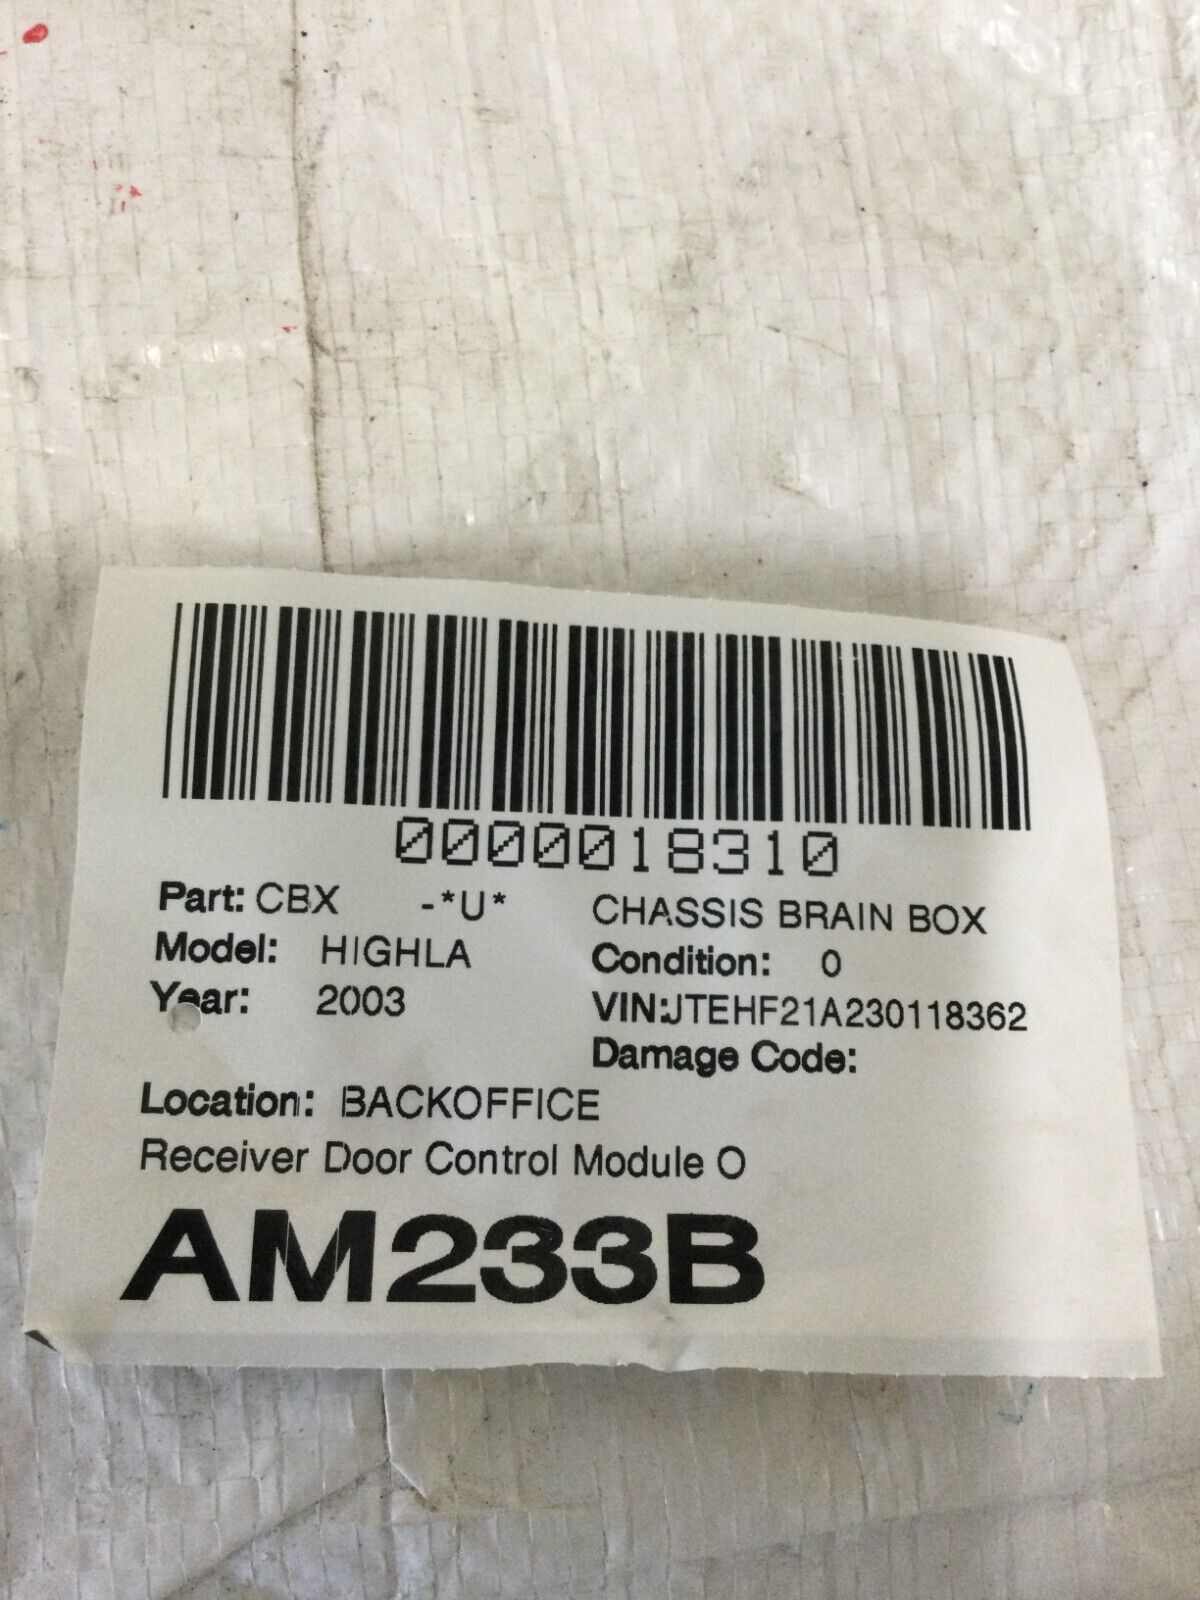 0000018310
Part: CBX -*U* CHASSIS BRAIN BOX
Model: HIGHLA Condition: 0
Year: 2003 VIN:JTEHF21A230118362
Damage Code:
Location: BACKOFFICE
Receiver Door Control Module O
AM233B